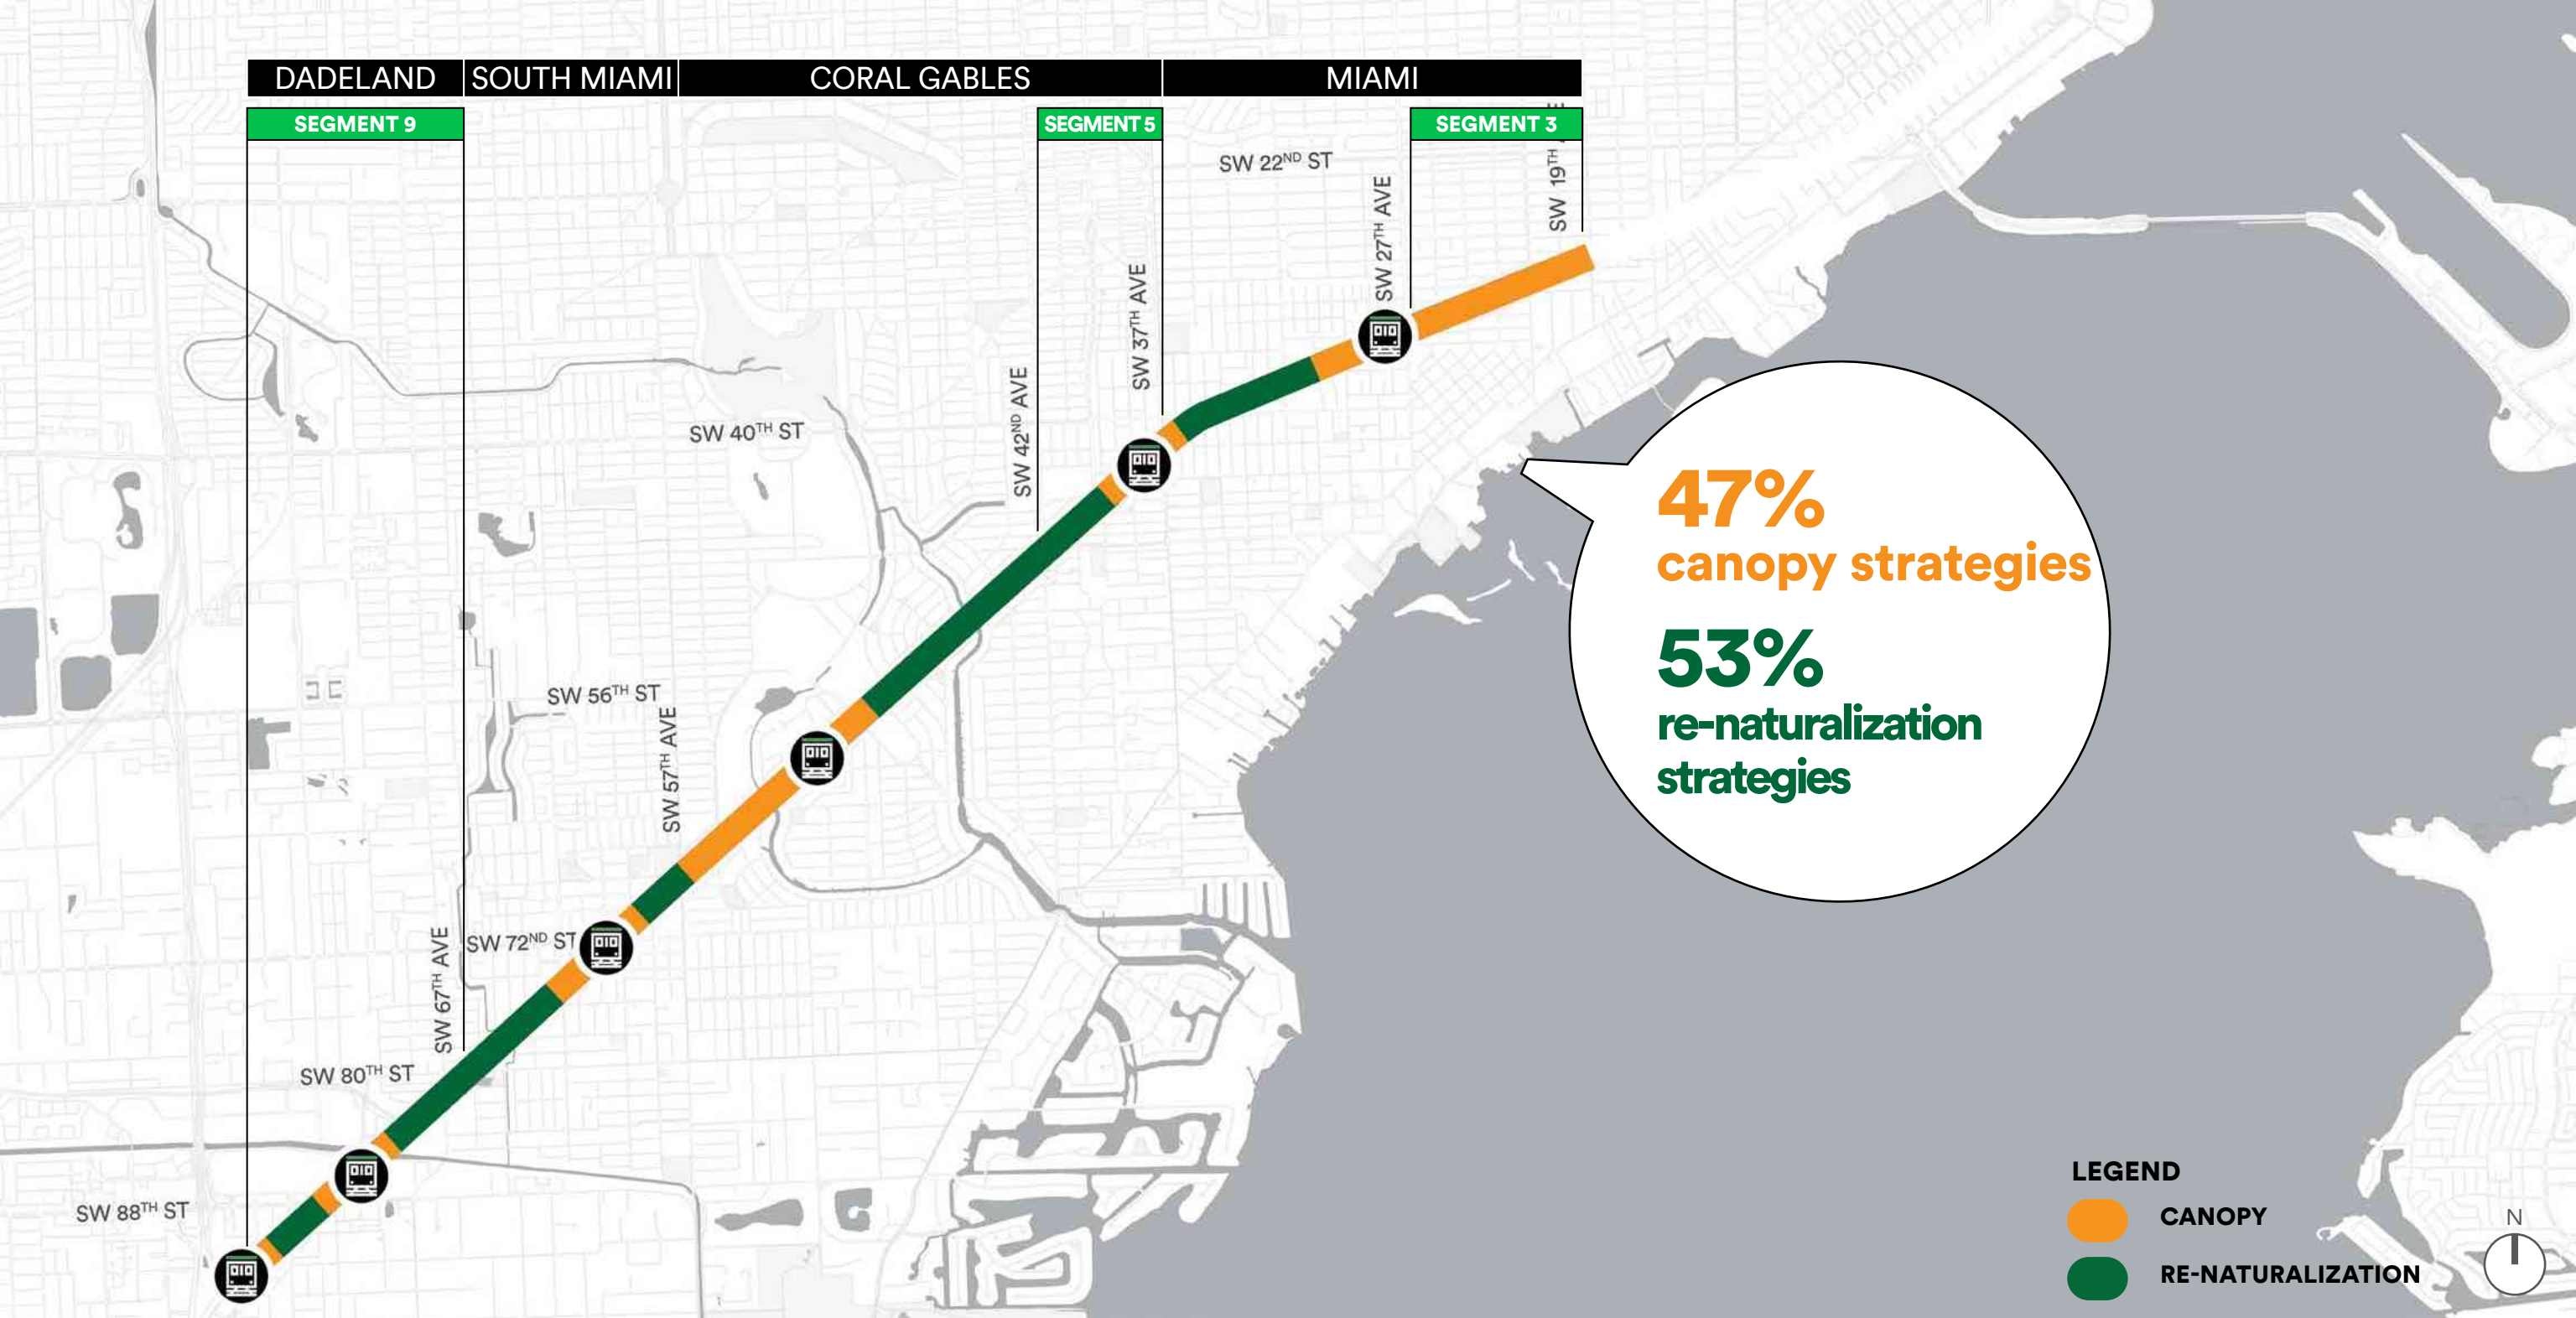 DADELAND
SOUTH MIAMI
CORAL GABLES
MIAMI
SEGMENT 9
SEGMENT 5
SEGMENT 3
SW 22ND ST
SW 19TH
SW 27TH AVE
SW 37TH AVE
SW 42ND AVE
SW 40TH ST
47%
canopy strategies
53%
re-naturalization
strategies
SW 56TH ST
SW 57TH AVE
SW 67TH AVE
SW 72ND ST
SW 80TH ST
SW 88TH ST
LEGEND
CANOPY
RE-NATURALIZATION
N